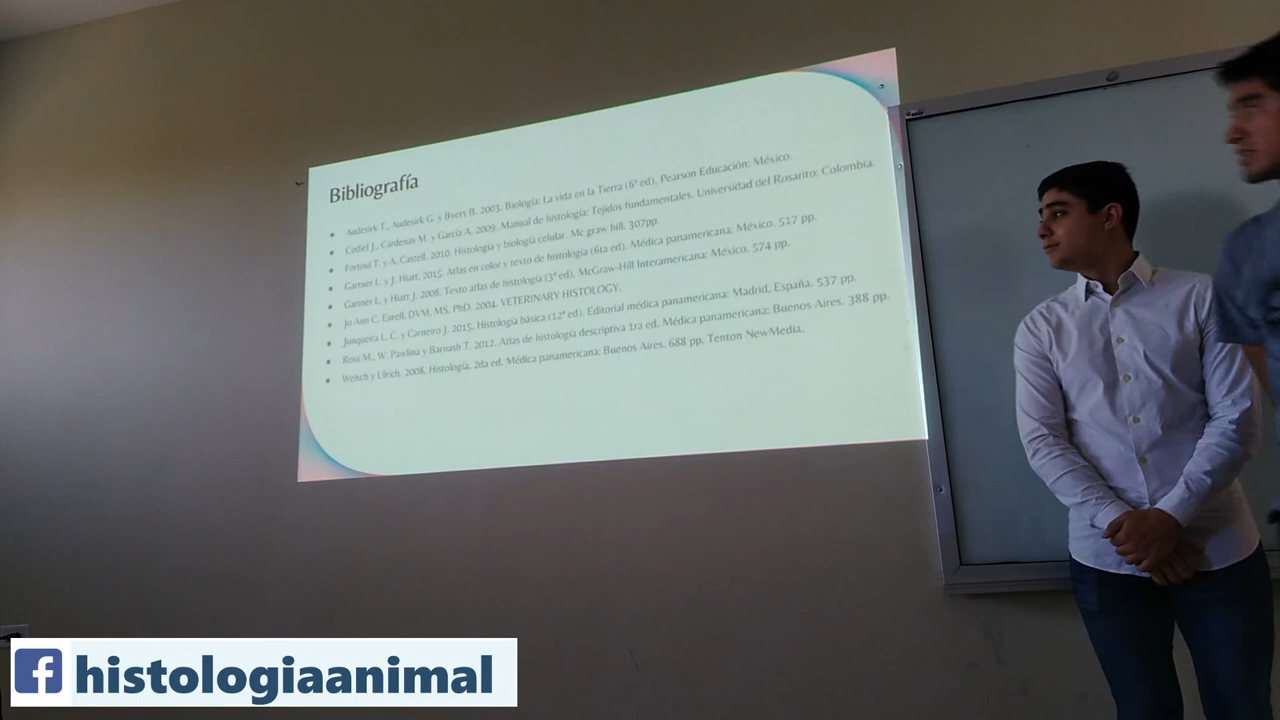 Bibliografía
Audesirk T., Audesirk G. y Byers B. 2003. Biología: La vida en la Tierra (6ª ed). Pearson Educación: México.
Cediel J., Cárdenas M. y García A. 2009. Manual de histología: Tejidos fundamentales. Universidad del Rosario: Colombia.
Fortoul T. y A. Castell. 2010. Histología y biología celular. Mc graw hill. 307pp.
Gartner L. y J. Hiatt. 2015. Atlas en color y texto de histología (6ta ed). Médica panamericana: México. 517 pp.
Gartner L. y Hiatt J. 2008. Texto atlas de histología (3ª ed). McGraw-Hill Interamericana: México. 574 pp.
Jo Ann C. Eurell, DVM, MS, PhD. 2004. VETERINARY HISTOLOGY.
Junqueira L. C. y Carneiro J. 2015. Histología básica (12ª ed). Editorial médica panamericana: Madrid, España. 537 pp.
Ross M., W. Pawlina y Barnash T. 2012. Atlas de histología descriptiva 1ra ed. Médica panamericana: Buenos Aires. 388 pp.
Welsch y Ulrich. 2008. Histología. 2da ed. Médica panamericana: Buenos Aires. 688 pp. Tenton NewMedia.
f histologiaanimal